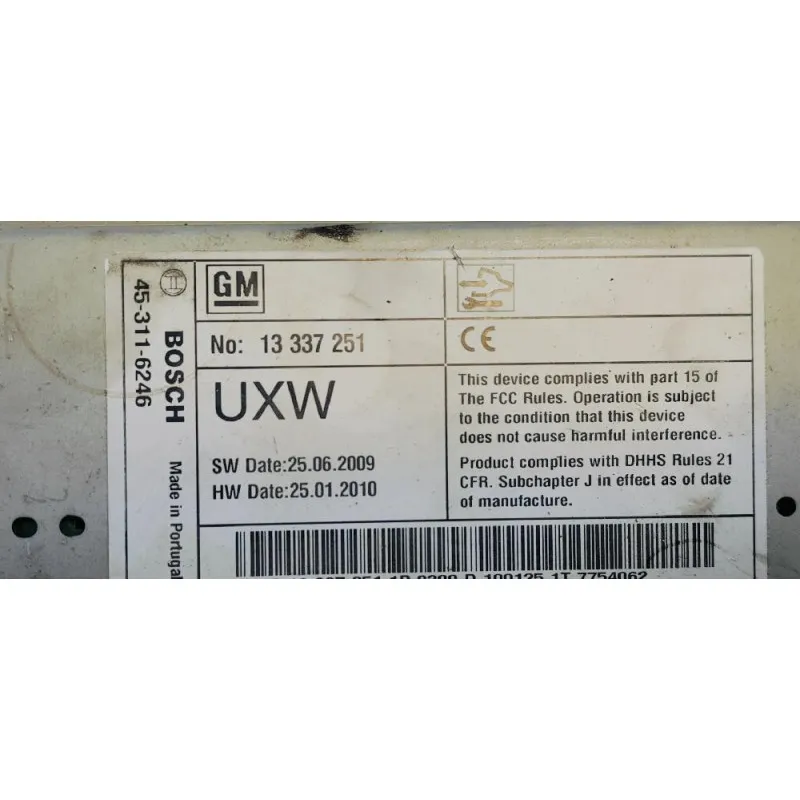 GM
No: 13 337 251
CE
UXW
SW Date:25.06.2009
HW Date:25.01.2010
This device complies with part 15 of
The FCC Rules. Operation is subject
to the condition that this device
does not cause harmful interference.
Product complies with DHHS Rules 21
CFR. Subchapter J in effect as of date
of manufacture.
BOSCH Made in Portugal
45-311-6246
100125 1T 7754062